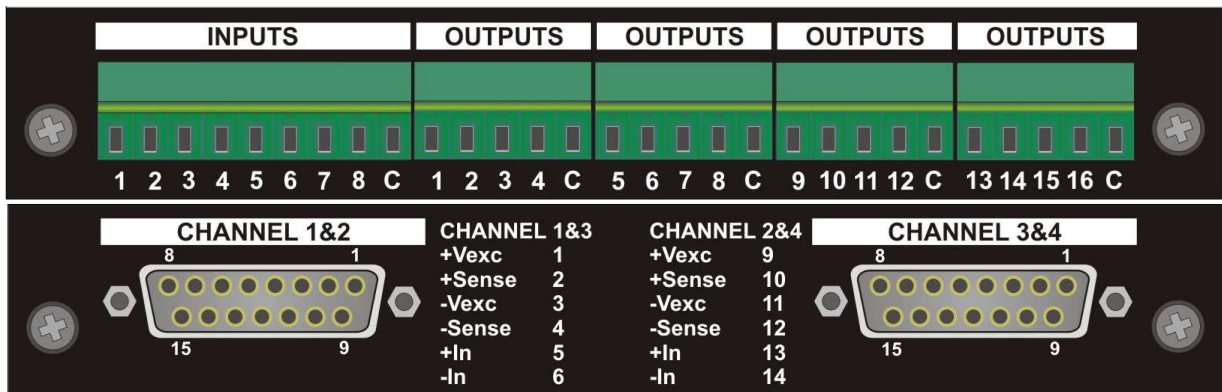 INPUTS OUTPUTS OUTPUTS OUTPUTS OUTPUTS
1 2 3 4 5 6 7 8 C 1 2 3 4 C 5 6 7 8 C 9 10 11 12 C 13 14 15 16 C
CHANNEL 1&2
8 1
15 9
CHANNEL 1&3
+Vexc 1
+Sense 2
-Vexc 3
-Sense 4
+In 5
-In 6
CHANNEL 2&4
+Vexc 9
+Sense 10
-Vexc 11
-Sense 12
+In 13
-In 14
CHANNEL 3&4
8 1
15 9